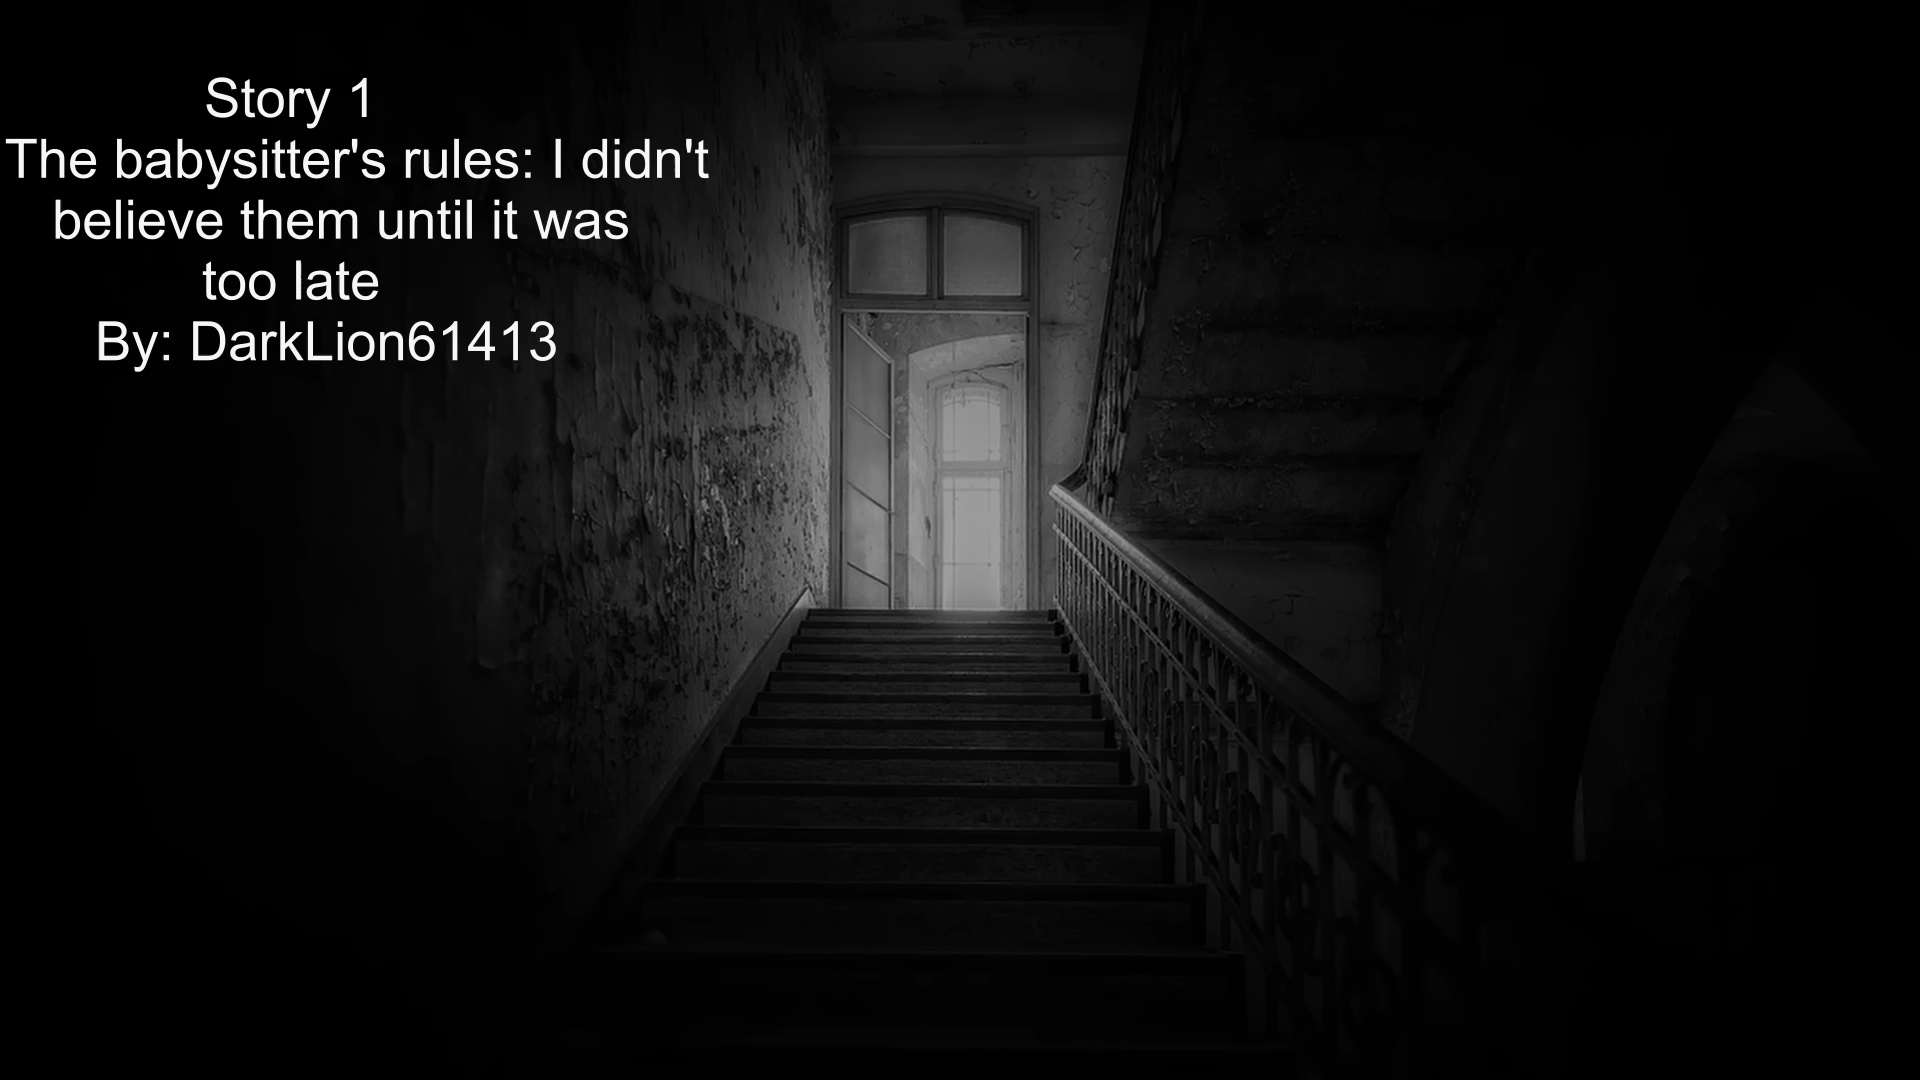 Story 1
The babysitter's rules: I didn't
believe them until it was
too late
By: DarkLion61413